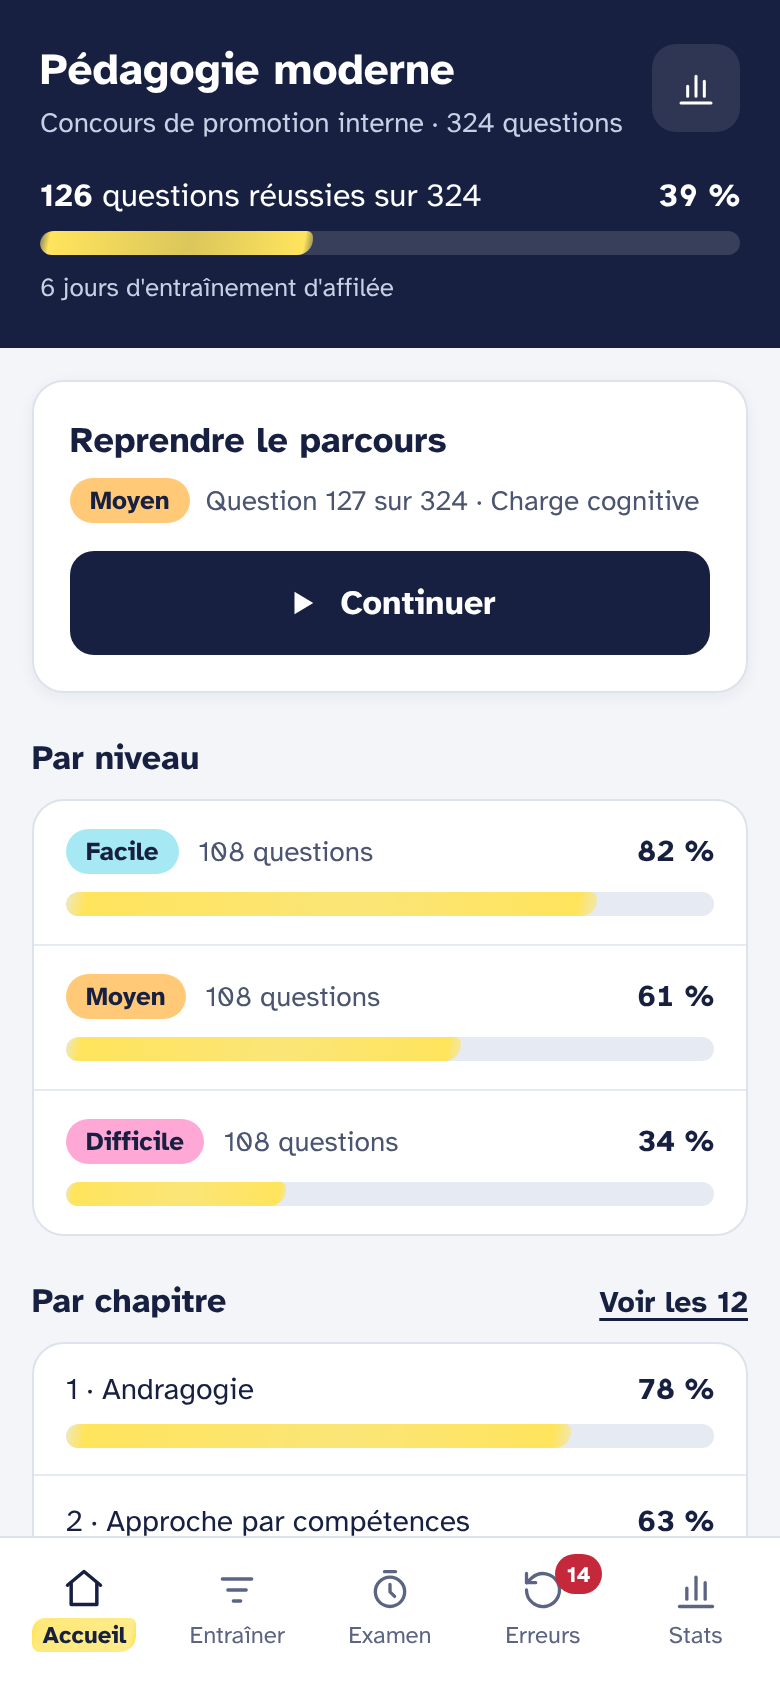 Pédagogie moderne
Concours de promotion interne · 324 questions
126 questions réussies sur 324
39 %
6 jours d'entraînement d'affilée
Reprendre le parcours
Moyen Question 127 sur 324 · Charge cognitive
Continuer
Par niveau
Facile 108 questions 82 %
Moyen 108 questions 61 %
Difficile 108 questions 34 %
Par chapitre Voir les 12
1 · Andragogie 78 %
2 · Approche par compétences 63 %
14
Accueil Entraîner Examen Erreurs Stats